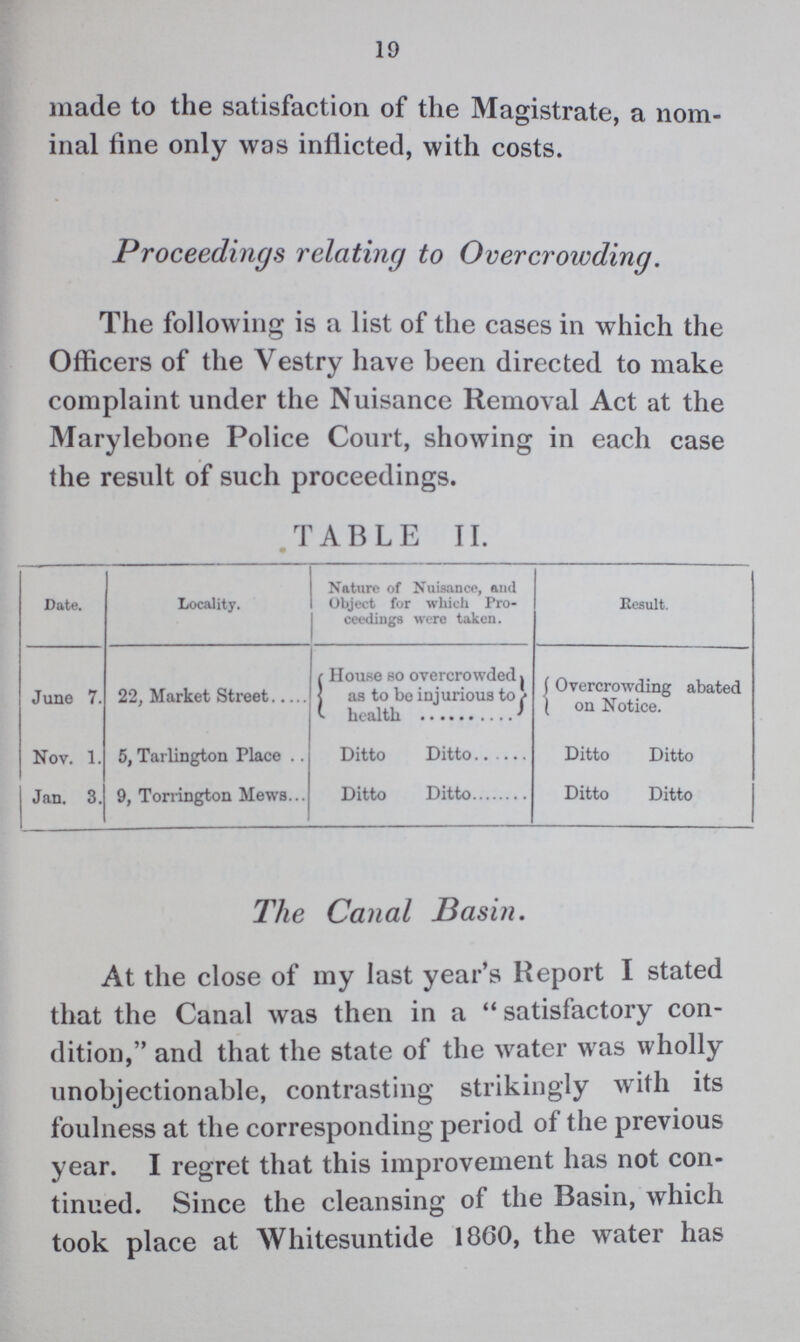 19
made to the satisfaction of the Magistrate, a nom-
inal fine only was inflicted, with costs.
Proceedings relating to Overcrowding.
The following is a list of the cases in which the
Officers of the Vestry have been directed to make
complaint under the Nuisance Removal Act at the
Marylebone Police Court, showing in each case
the result of such proceedings.
TABLE II.
Date. Locality. Nature of Nuisance, and Object for which Pro-ceedings were taken. Result.
June 7. 22, Market Street..... { House so overcrowded as to be injurious to health .......... } { Overcrowding abated on Notice.
Nov. 1. 5, Tarlington Place .. Ditto Ditto...... Ditto Ditto
Jan. 3. 9, Torrington Mews... Ditto Ditto........ Ditto Ditto
The Canal Basin.
At the close of my last year's Report I stated
that the Canal was then in a "satisfactory con-
dition," and that the state of the water was wholly
unobjectionable, contrasting strikingly with its
foulness at the corresponding period of the previous
year. I regret that this improvement has not con-
tinued. Since the cleansing of the Basin, which
took place at Whitesuntide 1860, the water has